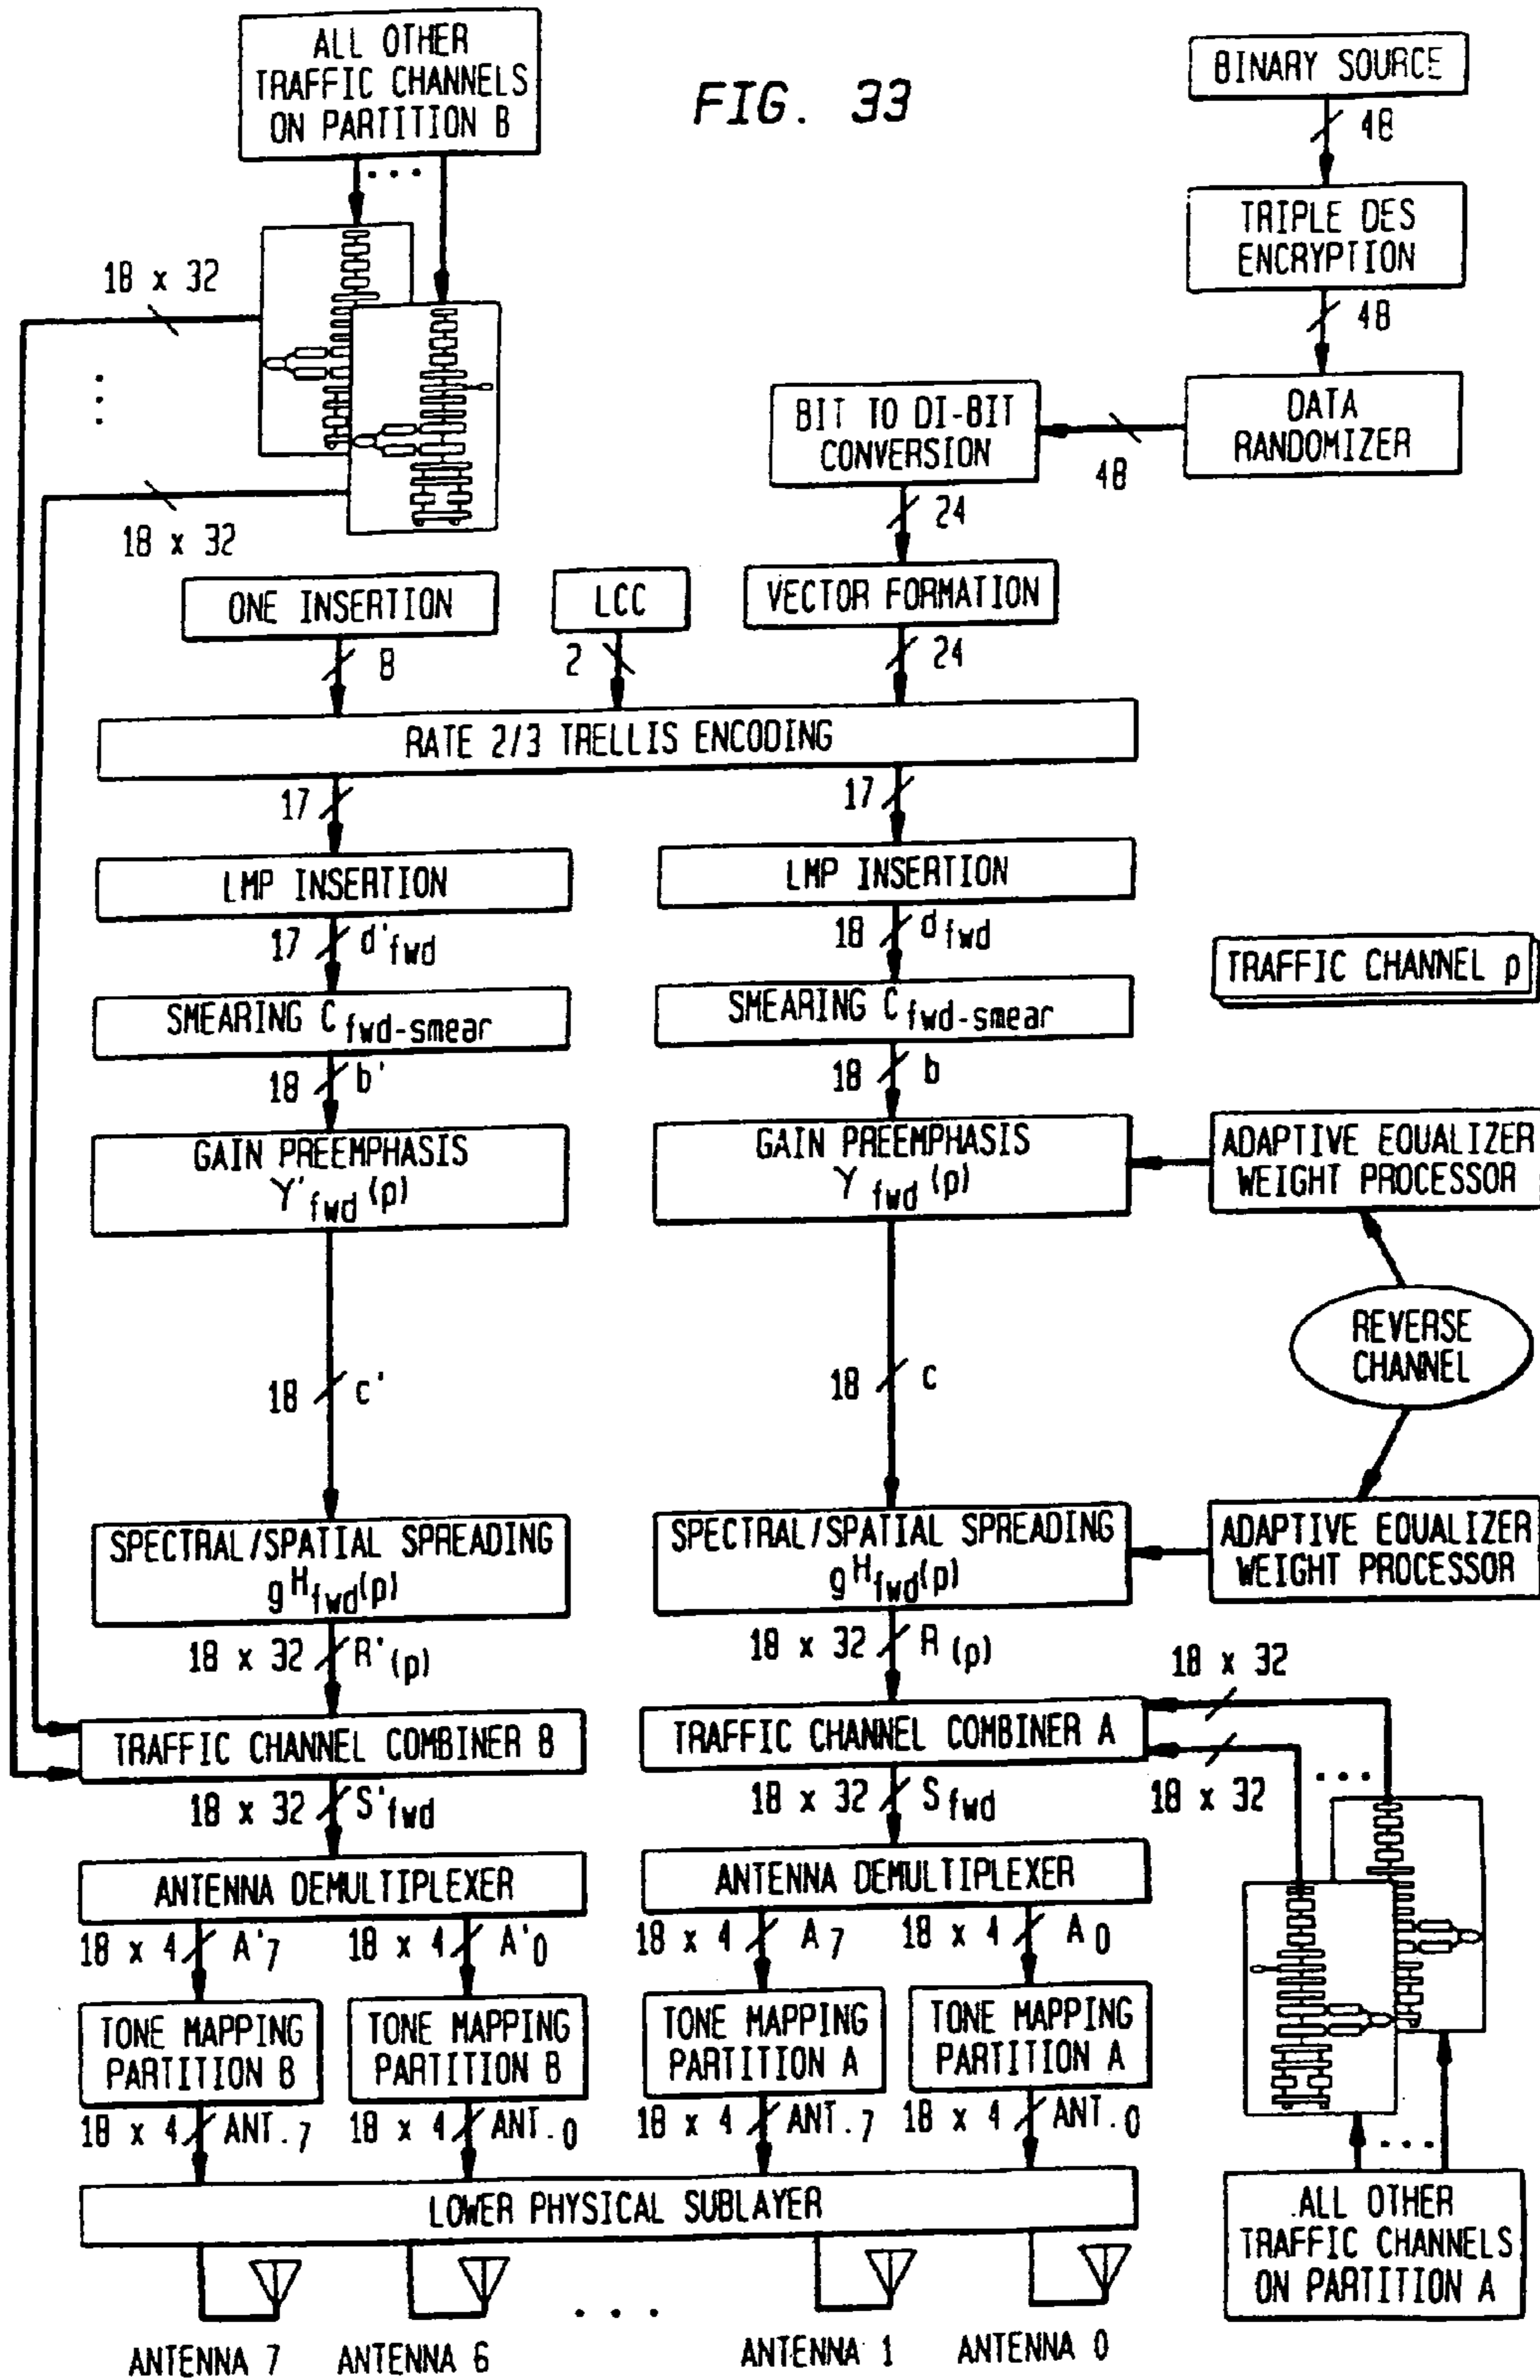 FIG. 33
ALL OTHER
TRAFFIC CHANNELS
ON PARTITION B
BINARY SOURCE
48
TRIPLE DES
ENCRYPTION
48
DATA
RANDOMIZER
48
BIT TO DI-BIT
CONVERSION
24
VECTOR FORMATION
24
18 x 32
18 x 32
ONE INSERTION
8
LCC
2
RATE 2/3 TRELLIS ENCODING
17
17
LMP INSERTION
LMP INSERTION
17 d'fwd
18 dfwd
TRAFFIC CHANNEL p
SMEARING C fwd-smear
SMEARING C fwd-smear
18 b'
18 b
GAIN PREEMPHASIS
γ'fwd (p)
GAIN PREEMPHASIS
γ fwd (p)
ADAPTIVE EQUALIZER
WEIGHT PROCESSOR
REVERSE
CHANNEL
18 c'
18 c
SPECTRAL/SPATIAL SPREADING
g H fwd(p)
SPECTRAL/SPATIAL SPREADING
g H fwd(p)
ADAPTIVE EQUALIZER
WEIGHT PROCESSOR
18 x 32 R'(p)
18 x 32 R (p)
18 x 32
TRAFFIC CHANNEL COMBINER B
TRAFFIC CHANNEL COMBINER A
18 x 32 S'fwd
18 x 32 S fwd
18 x 32
ANTENNA DEMULTIPLEXER
ANTENNA DEMULTIPLEXER
18 x 4 A'7
18 x 4 A'0
18 x 4 A7
18 x 4 A0
TONE MAPPING
PARTITION B
TONE MAPPING
PARTITION B
TONE MAPPING
PARTITION A
TONE MAPPING
PARTITION A
18 x 4 ANT.7
18 x 4 ANT.0
18 x 4 ANT.7
18 x 4 ANT.0
LOWER PHYSICAL SUBLAYER
ALL OTHER
TRAFFIC CHANNELS
ON PARTITION A
ANTENNA 7
ANTENNA 6
ANTENNA 1
ANTENNA 0